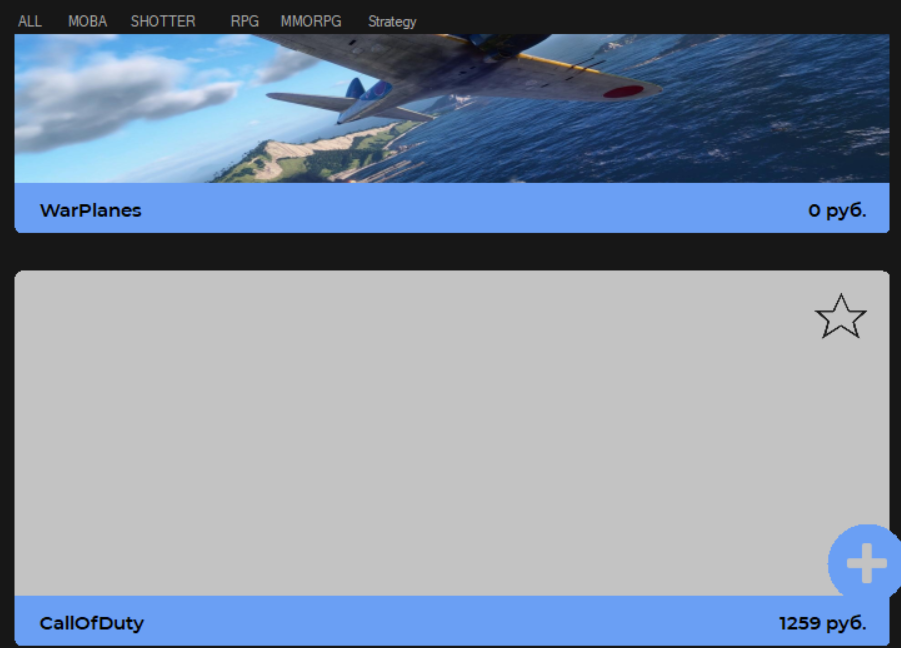 ALL MOBA SHOTTER RPG MMORPG Strategy
WarPlanes 0 руб.
CallOfDuty 1259 руб.